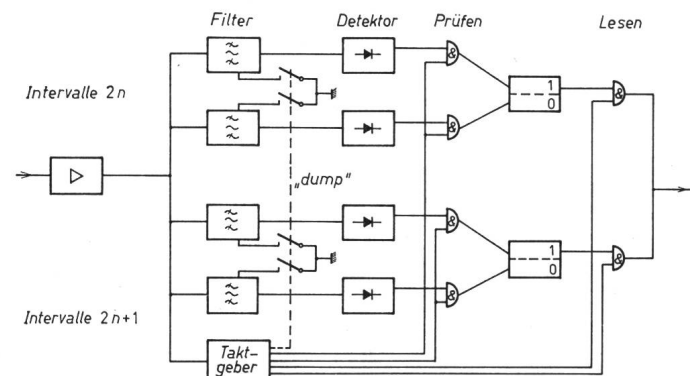 Filter
Detektor
Prüfen
Lesen
Intervalle 2n
&
&
1
0
&
"dump"
&
&
1
0
&
Intervalle 2n+1
Takt-
geber